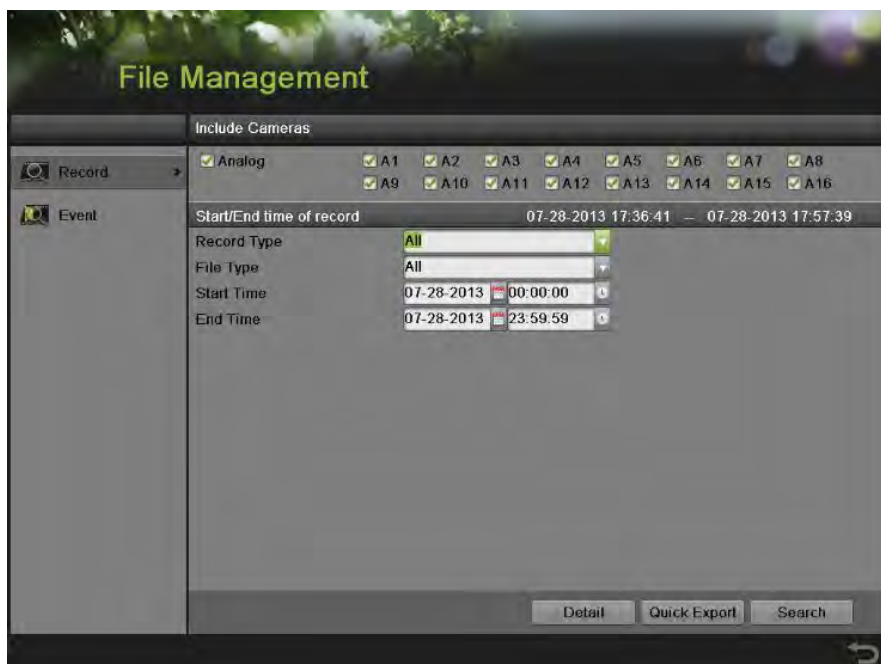 File Management
Include Cameras
Record
Event
Analog A1 A2 A3 A4 A5 A6 A7 A8
A9 A10 A11 A12 A13 A14 A15 A16
Start/End time of record 07-28-2013 17:36:41 – 07-28-2013 17:57:39
Record Type All
File Type All
Start Time 07-28-2013 00:00:00
End Time 07-28-2013 23:59:59
Detail Quick Export Search